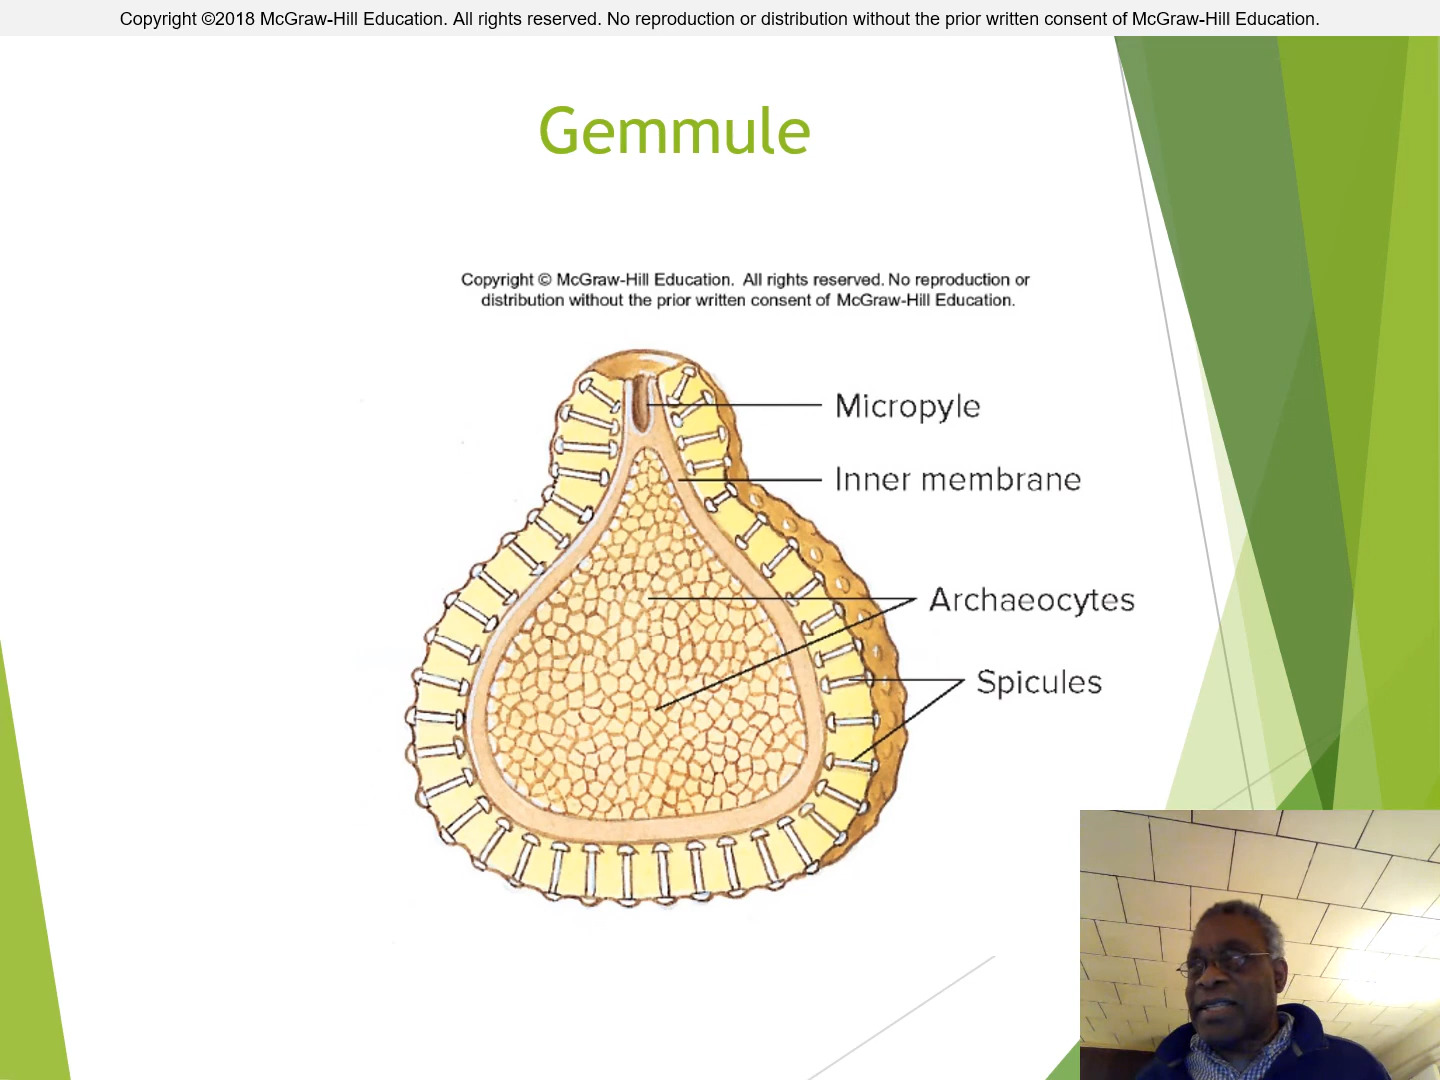 Copyright ©2018 McGraw-Hill Education. All rights reserved. No reproduction or distribution without the prior written consent of McGraw-Hill Education.
Gemmule
Copyright © McGraw-Hill Education. All rights reserved. No reproduction or
distribution without the prior written consent of McGraw-Hill Education.
Micropyle
Inner membrane
Archaeocytes
Spicules